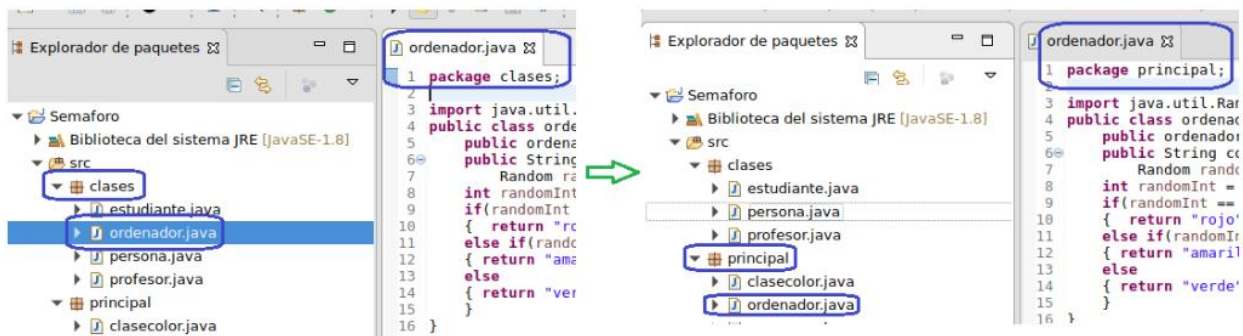 Explorador de paquetes
Semaforo
Biblioteca del sistema JRE [JavaSE-1.8]
src
clases
estudiante.java
ordenador.java
persona.java
profesor.java
principal
clasecolor.java
ordenador.java
1 package clases;
2
3 import java.util.
4 public class orde
5 public ordena
6 public String
7 Random ra
8 int randomInt
9 if(randomInt
10 { return "ro
11 else if(rando
12 { return "ama
13 else
14 { return "ver
15 }
16 }
Explorador de paquetes
Semaforo
Biblioteca del sistema JRE [JavaSE-1.8]
src
clases
estudiante.java
persona.java
profesor.java
principal
clasecolor.java
ordenador.java
ordenador.java
1 package principal;
2
3 import java.util.Ran
4 public class ordenad
5 public ordenador
6 public String co
7 Random rando
8 int randomInt =
9 if(randomInt ==
10 { return "rojo"
11 else if(randomIn
12 { return "amaril
13 else
14 { return "verde"
15 }
16 }